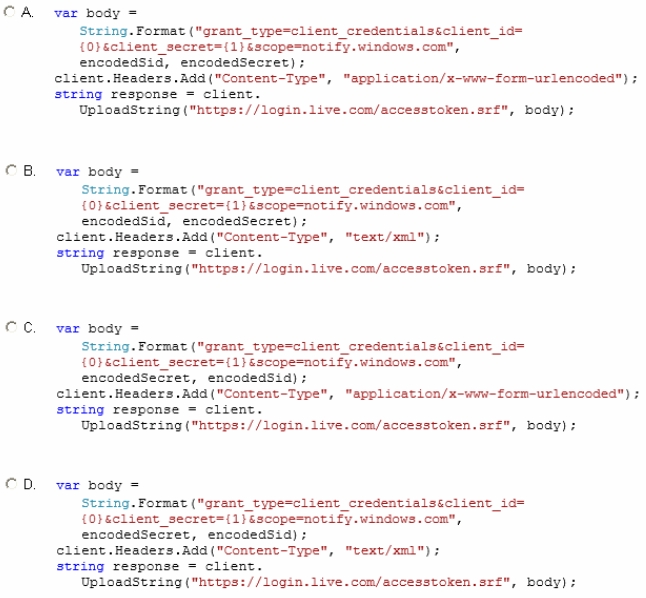 A. var body =
String.Format("grant_type=client_credentials&client_id=
{0}&client_secret={1}&scope=notify.windows.com",
encodedSid, encodedSecret);
client.Headers.Add("Content-Type", "application/x-www-form-urlencoded");
string response = client.
UploadString("https://login.live.com/accesstoken.srf", body);
B. var body =
String.Format("grant_type=client_credentials&client_id=
{0}&client_secret={1}&scope=notify.windows.com",
encodedSid, encodedSecret);
client.Headers.Add("Content-Type", "text/xml");
string response = client.
UploadString("https://login.live.com/accesstoken.srf", body);
C. var body =
String.Format("grant_type=client_credentials&client_id=
{0}&client_secret={1}&scope=notify.windows.com",
encodedSecret, encodedSid);
client.Headers.Add("Content-Type", "application/x-www-form-urlencoded");
string response = client.
UploadString("https://login.live.com/accesstoken.srf", body);
D. var body =
String.Format("grant_type=client_credentials&client_id=
{0}&client_secret={1}&scope=notify.windows.com",
encodedSecret, encodedSid);
client.Headers.Add("Content-Type", "text/xml");
string response = client.
UploadString("https://login.live.com/accesstoken.srf", body);